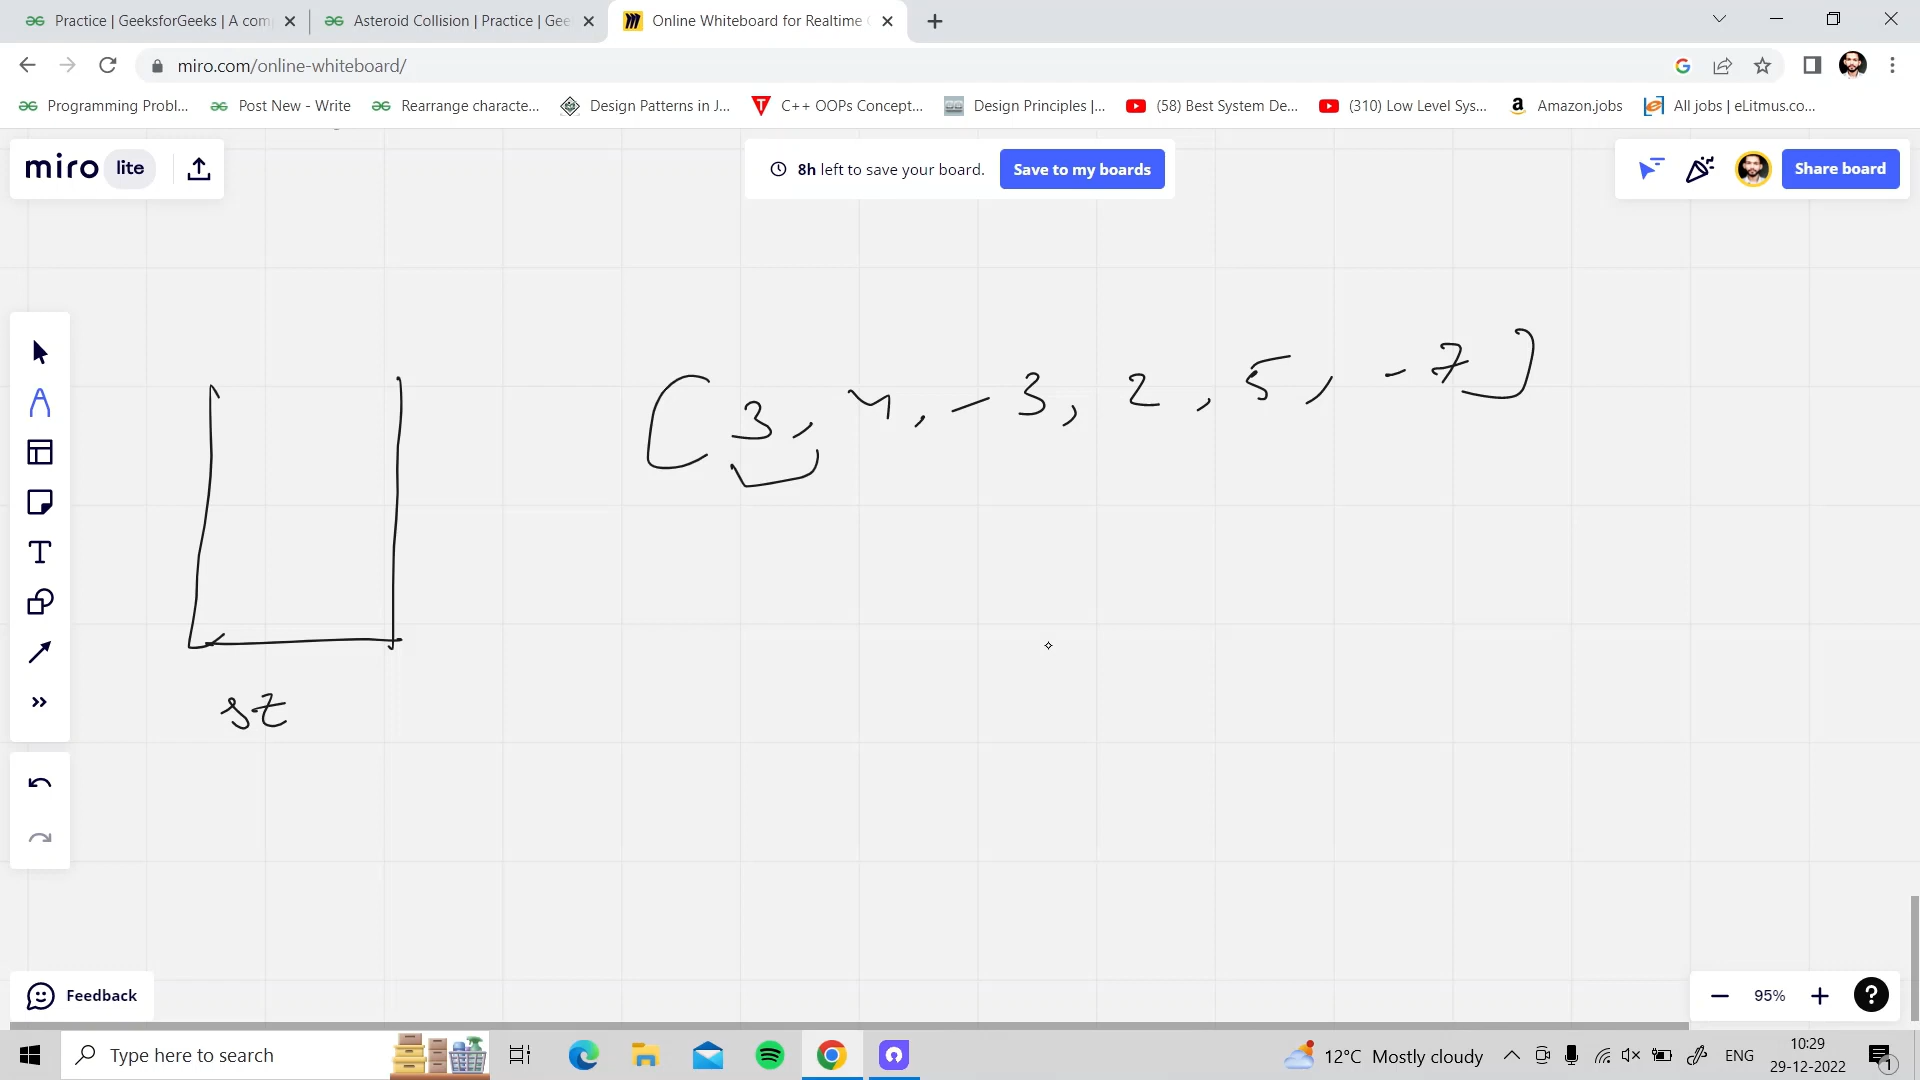 Practice | GeeksforGeeks | A com
Asteroid Collision | Practice | Gee
Online Whiteboard for Realtime C
miro.com/online-whiteboard/
Programming Probl...
Post New - Write
Rearrange characte...
Design Patterns in J...
C++ OOPs Concept...
Design Principles |...
(58) Best System De...
(310) Low Level Sys...
Amazon.jobs
All jobs | eLitmus.co...
miro lite
8h left to save your board.
Save to my boards
Share board
[3, 4, -3, 2, 5, -7]
st
Feedback
95%
Type here to search
12°C Mostly cloudy
ENG
10:29
29-12-2022
1